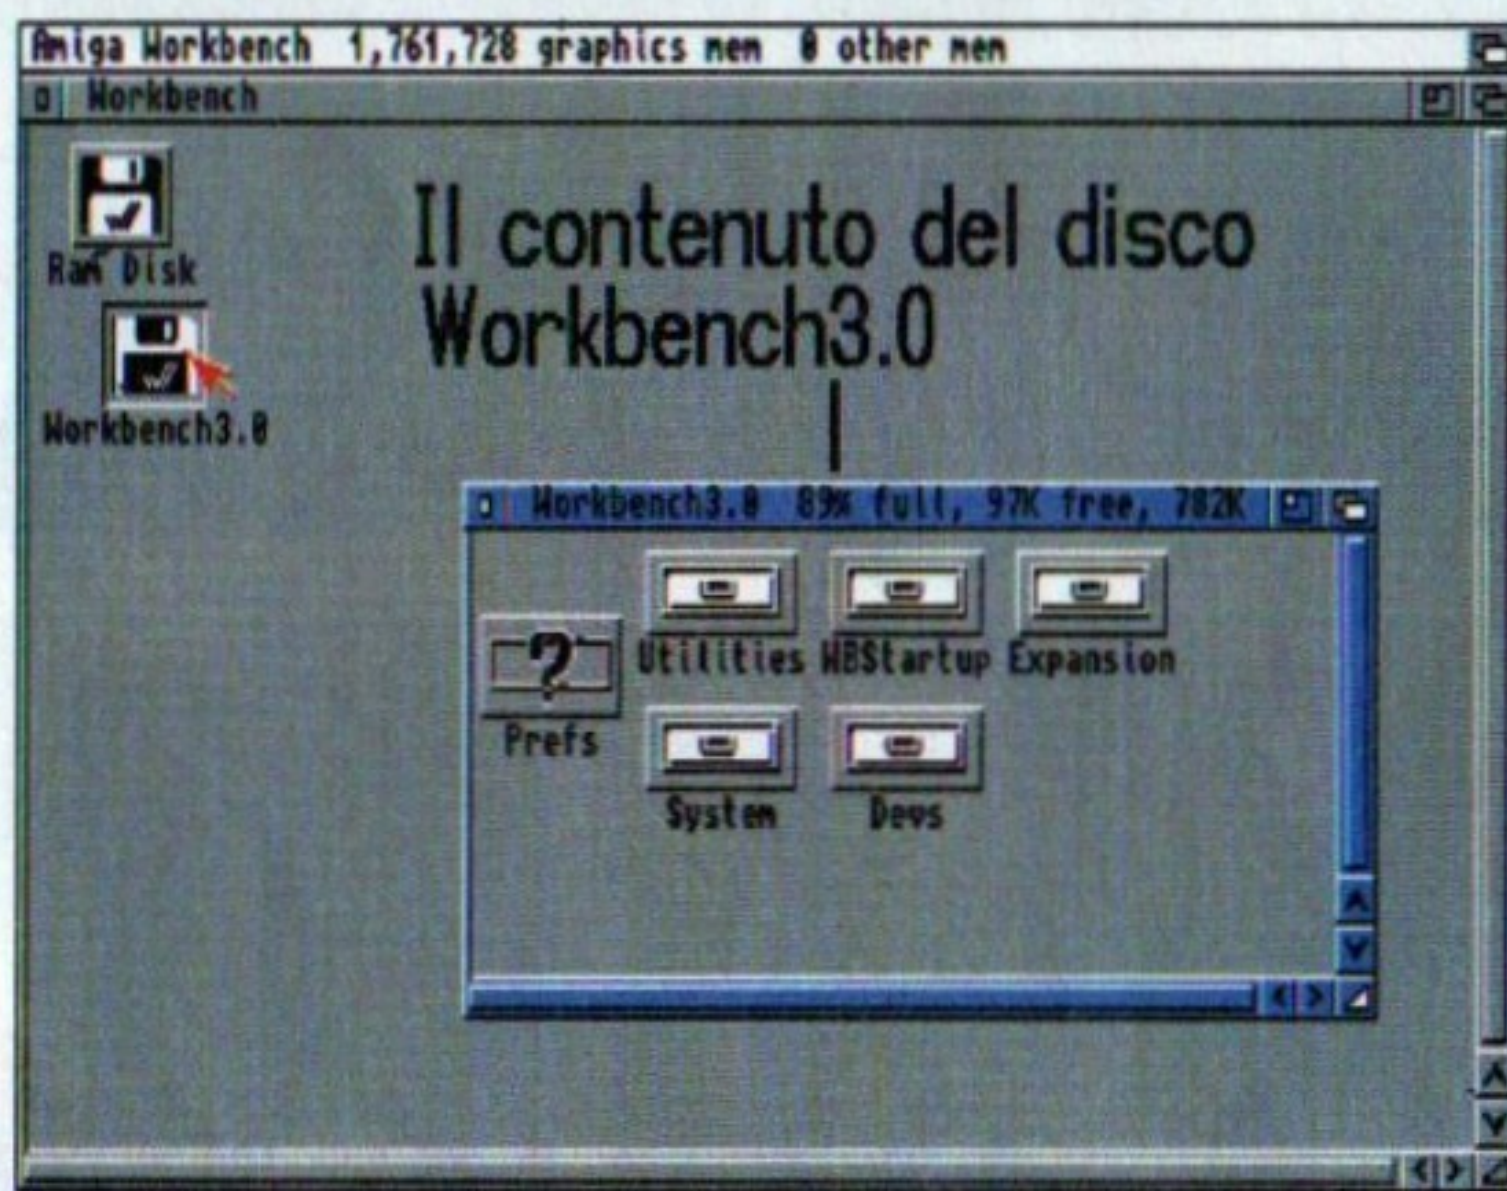 Amiga Workbench 1,761,728 graphics mem 0 other mem
Workbench
Ram Disk
Workbench3.0
Il contenuto del disco
Workbench3.0
Workbench3.0 89% full, 97K free, 782K
Utilities WBStartup Expansion
Prefs
System Devs